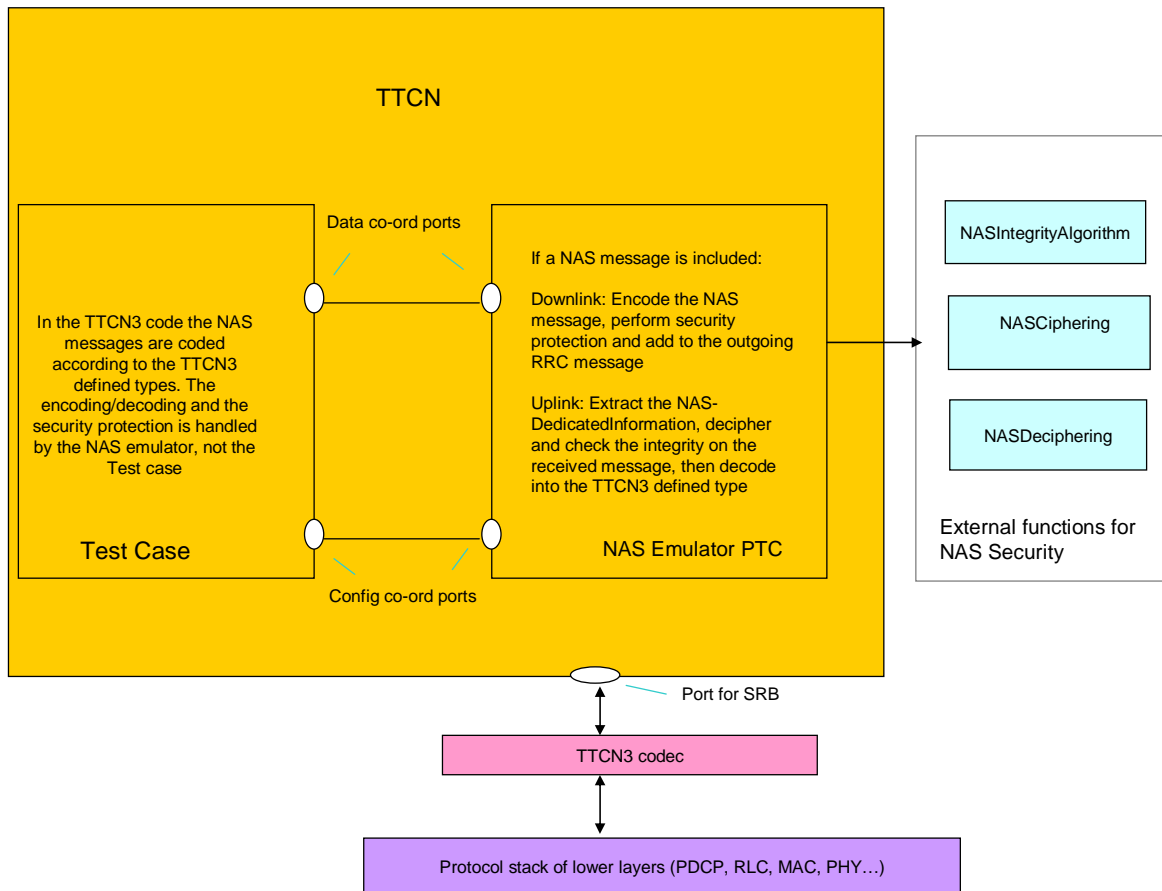 TTCN
Data co-ord ports
In the TTCN3 code the NAS
messages are coded
according to the TTCN3
defined types. The
encoding/decoding and the
security protection is handled
by the NAS emulator, not the
Test case
Test Case
If a NAS message is included:
Downlink: Encode the NAS
message, perform security
protection and add to the outgoing
RRC message
Uplink: Extract the NAS-
DedicatedInformation, decipher
and check the integrity on the
received message, then decode
into the TTCN3 defined type
NAS Emulator PTC
Config co-ord ports
NASIntegrityAlgorithm
NASCiphering
NASDeciphering
External functions for
NAS Security
Port for SRB
TTCN3 codec
Protocol stack of lower layers (PDCP, RLC, MAC, PHY…)